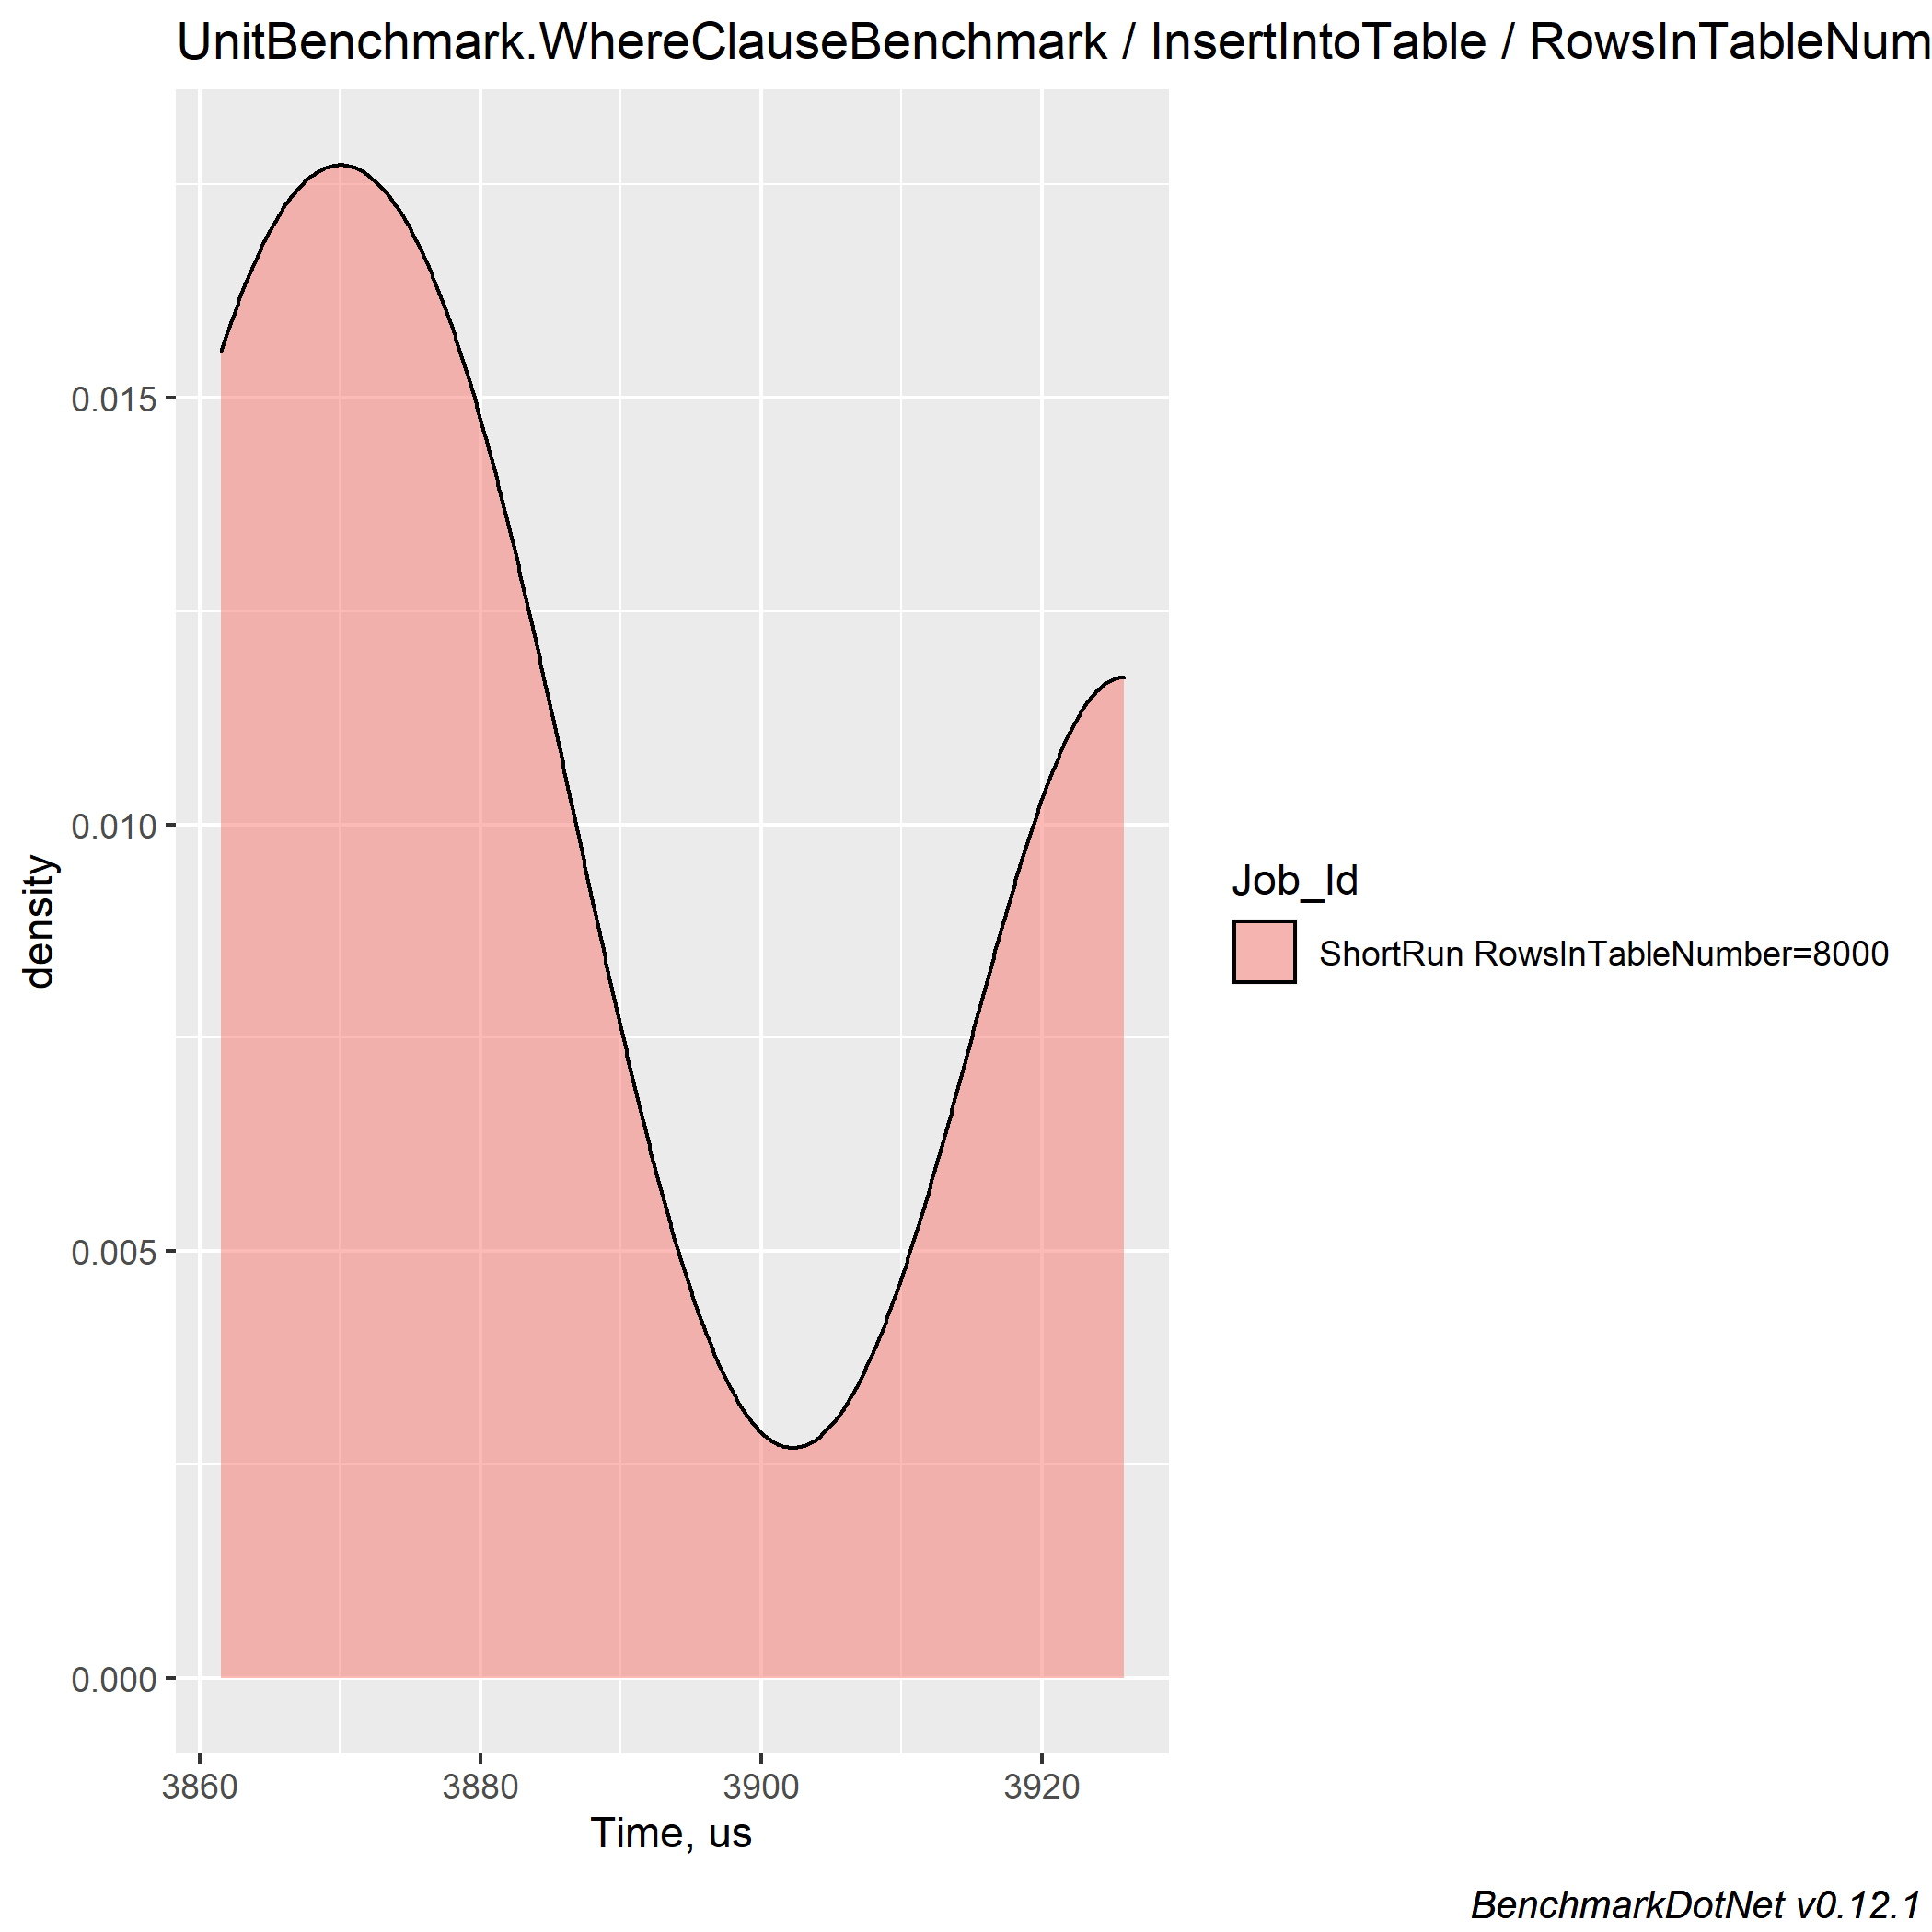 UnitBenchmark.WhereClauseBenchmark / InsertIntoTable / RowsInTableNum
0.015
0.010
0.005
0.000
density
3860 3880 3900 3920
Time, us
Job_Id
ShortRun RowsInTableNumber=8000
BenchmarkDotNet v0.12.1